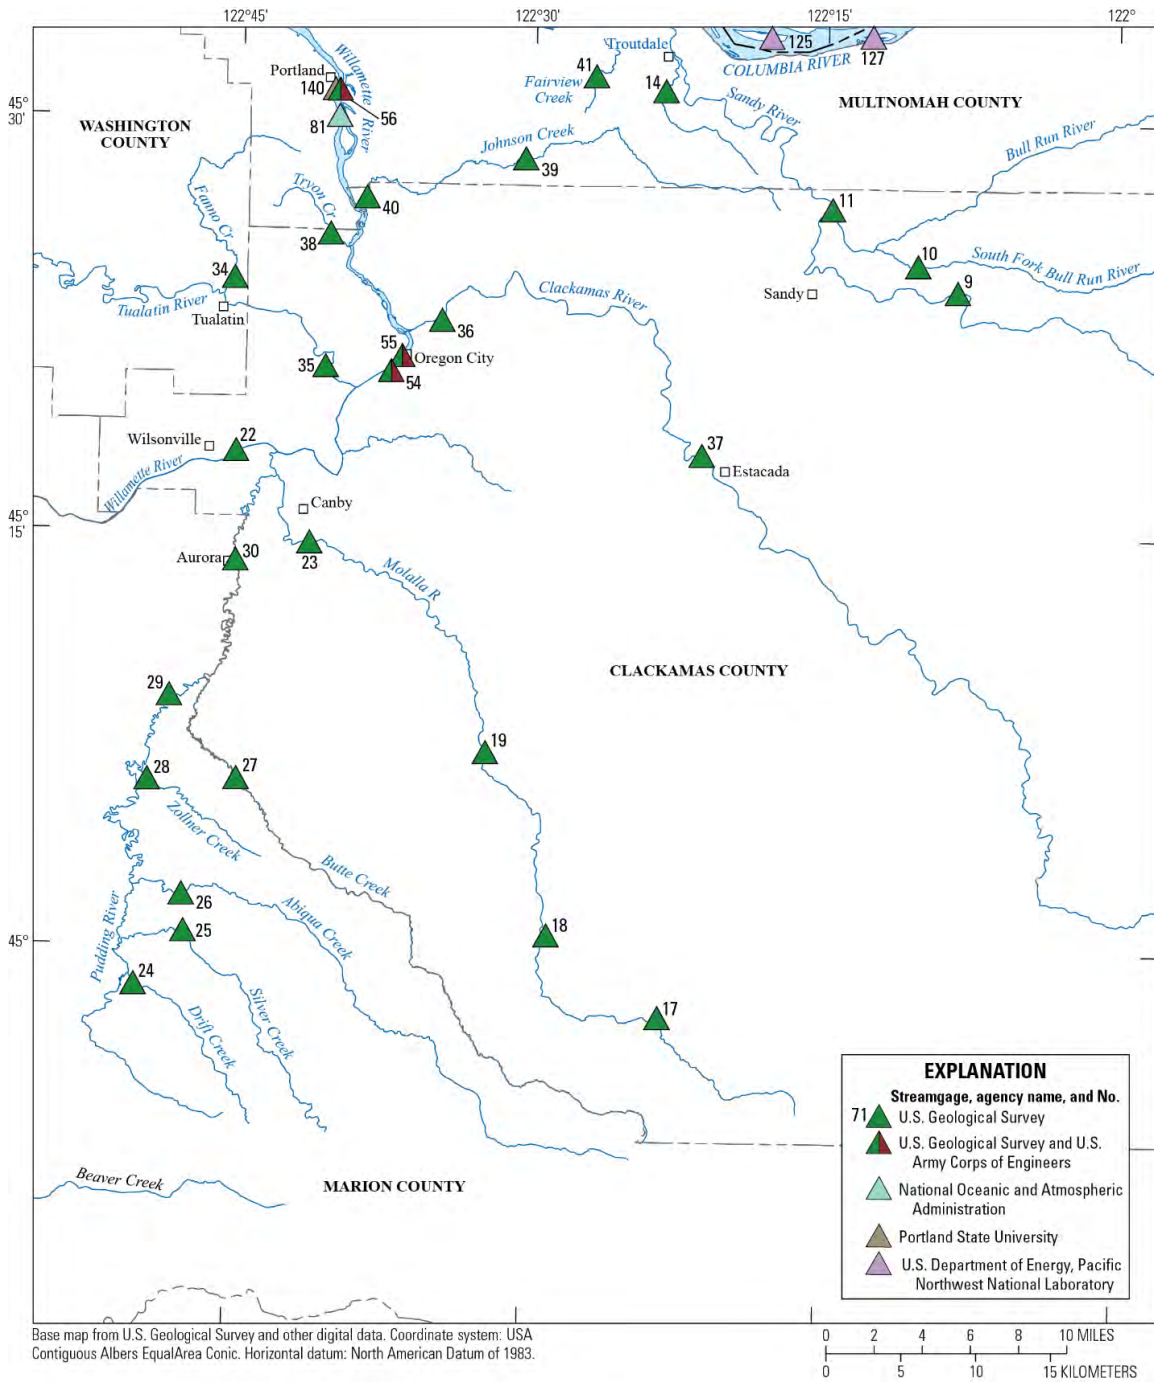 122°45'
122°30'
122°15'
122°
Troutdale
125
127
COLUMBIA RIVER
41
14
Fairview
Creek
Sandy River
MULTNOMAH COUNTY
Willamette River
Portland
140
56
81
45°
30'
WASHINGTON
COUNTY
Johnson Creek
39
Bull Run River
Tryon Cr
40
38
Fanno Cr
11
10
South Fork Bull Run River
9
34
Tualatin River
Tualatin
Clackamas River
Sandy
36
55
Oregon City
54
35
22
Wilsonville
Willamette River
37
Estacada
Canby
45°
15'
Aurora
30
23
Molalla R
CLACKAMAS COUNTY
29
19
28
27
Zollner Creek
Butte Creek
26
Abiqua Creek
25
Pudding River
18
45°
24
Silver Creek
Drift Creek
17
Beaver Creek
MARION COUNTY
EXPLANATION
Streamgage, agency name, and No.
71 U.S. Geological Survey
U.S. Geological Survey and U.S.
Army Corps of Engineers
National Oceanic and Atmospheric
Administration
Portland State University
U.S. Department of Energy, Pacific
Northwest National Laboratory
Base map from U.S. Geological Survey and other digital data. Coordinate system: USA
Contiguous Albers EqualArea Conic. Horizontal datum: North American Datum of 1983.
0 2 4 6 8 10 MILES
0 5 10 15 KILOMETERS